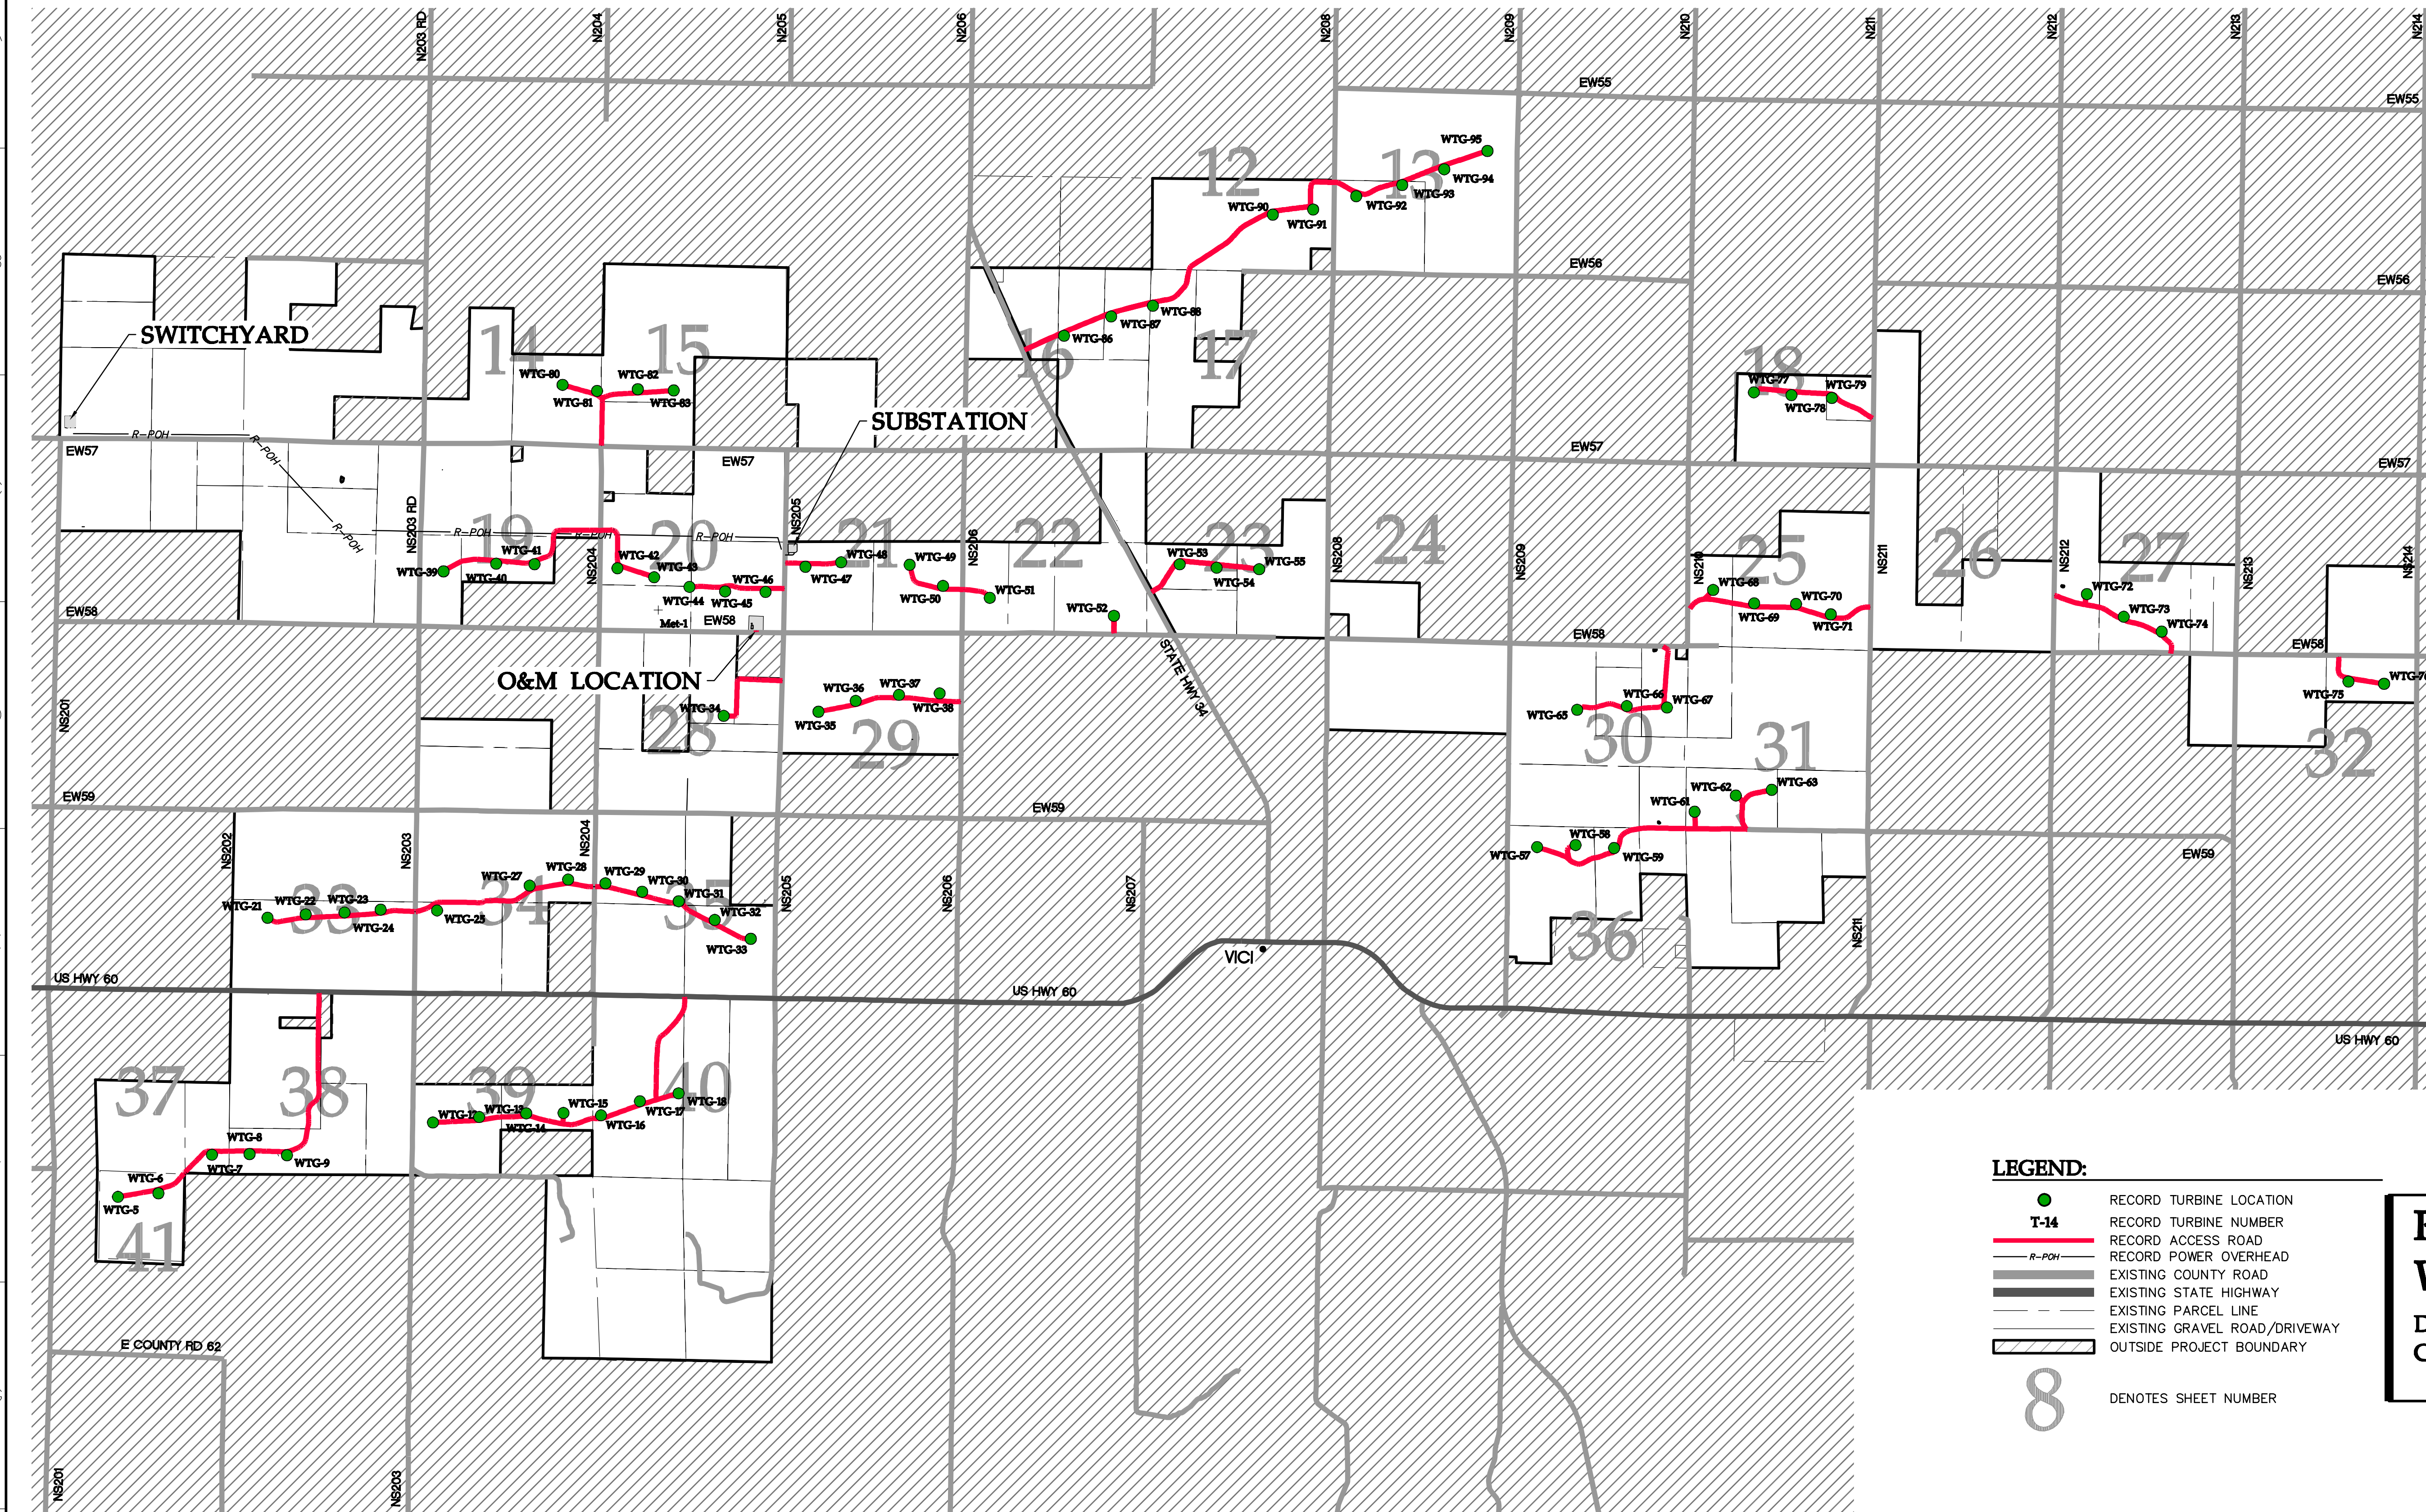 N203 RD
N204
N205
N206
N208
N209
N210
N211
N212
N213
N214
EW55
EW55
WTG-95
12
13
WTG-94
WTG-93
WTG-92
WTG-90
WTG-91
EW56
EW56
SWITCHYARD
14
15
16
17
18
WTG-88
WTG-87
WTG-86
WTG-80
WTG-82
WTG-81
WTG-83
WTG-77
WTG-79
WTG-78
SUBSTATION
R-POH
R-POH
R-POH
EW57
EW57
EW57
EW57
NS203 RD
NS205
R-POH
R-POH
R-POH
19
20
21
22
23
24
25
26
27
NS204
NS206
NS208
NS209
NS210
NS211
NS212
NS213
NS214
WTG-39
WTG-40
WTG-41
WTG-42
WTG-43
WTG-44
WTG-45
WTG-46
WTG-47
WTG-48
WTG-49
WTG-50
WTG-51
WTG-52
WTG-53
WTG-54
WTG-55
WTG-68
WTG-69
WTG-70
WTG-71
WTG-72
WTG-73
WTG-74
Met-1
EW58
EW58
EW58
EW58
O&M LOCATION
STATE HWY 34
NS201
WTG-34
WTG-35
WTG-36
WTG-37
WTG-38
WTG-65
WTG-66
WTG-67
WTG-75
28
29
30
31
32
EW59
EW59
EW59
WTG-61
WTG-62
WTG-63
WTG-57
WTG-58
WTG-59
NS202
NS203
NS204
NS205
NS206
NS207
NS211
WTG-21
WTG-22
WTG-23
WTG-24
WTG-25
WTG-27
WTG-28
WTG-29
WTG-30
WTG-31
WTG-32
WTG-33
33
34
35
36
VICI
US HWY 60
US HWY 60
US HWY 60
37
38
39
40
41
WTG-13
WTG-14
WTG-15
WTG-16
WTG-17
WTG-18
WTG-8
WTG-7
WTG-9
WTG-6
WTG-5
E COUNTY RD 62
NS201
NS203
LEGEND:
RECORD TURBINE LOCATION
T-14 RECORD TURBINE NUMBER
RECORD ACCESS ROAD
R-POH RECORD POWER OVERHEAD
EXISTING COUNTY ROAD
EXISTING STATE HIGHWAY
EXISTING PARCEL LINE
EXISTING GRAVEL ROAD/DRIVEWAY
OUTSIDE PROJECT BOUNDARY
8 DENOTES SHEET NUMBER